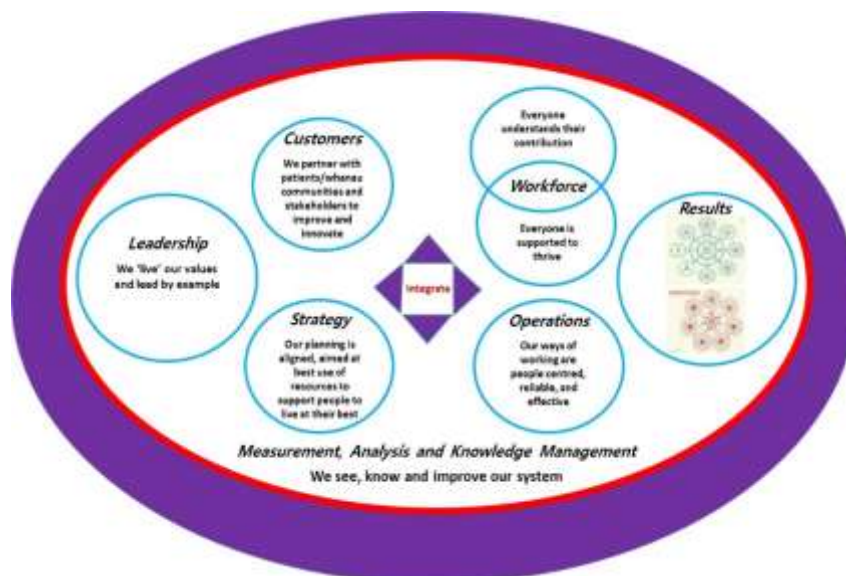 Customers
We partner with
patients/whanau
communities and
stakeholders to
improve and
innovate
Everyone
understands their
contribution
Workforce
Everyone is
supported to
thrive
Results
Leadership
We 'live' our values
and lead by example
Integrate
Strategy
Our planning is
aligned, aimed at
best use of
resources to
support people to
live at their best
Operations
Our ways of
working are
people centred,
reliable, and
effective
Measurement, Analysis and Knowledge Management
We see, know and improve our system